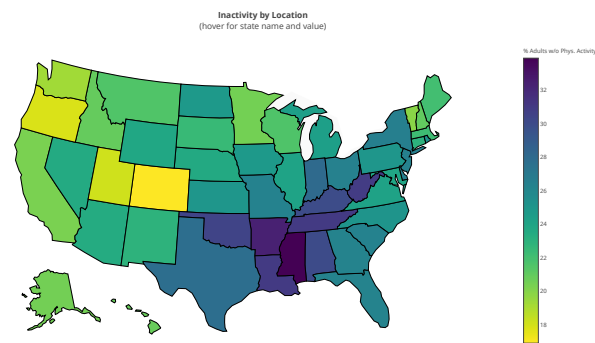 Inactivity by Location
(hover for state name and value)
% Adults w/o Phys. Activity
32
30
28
26
24
22
20
18